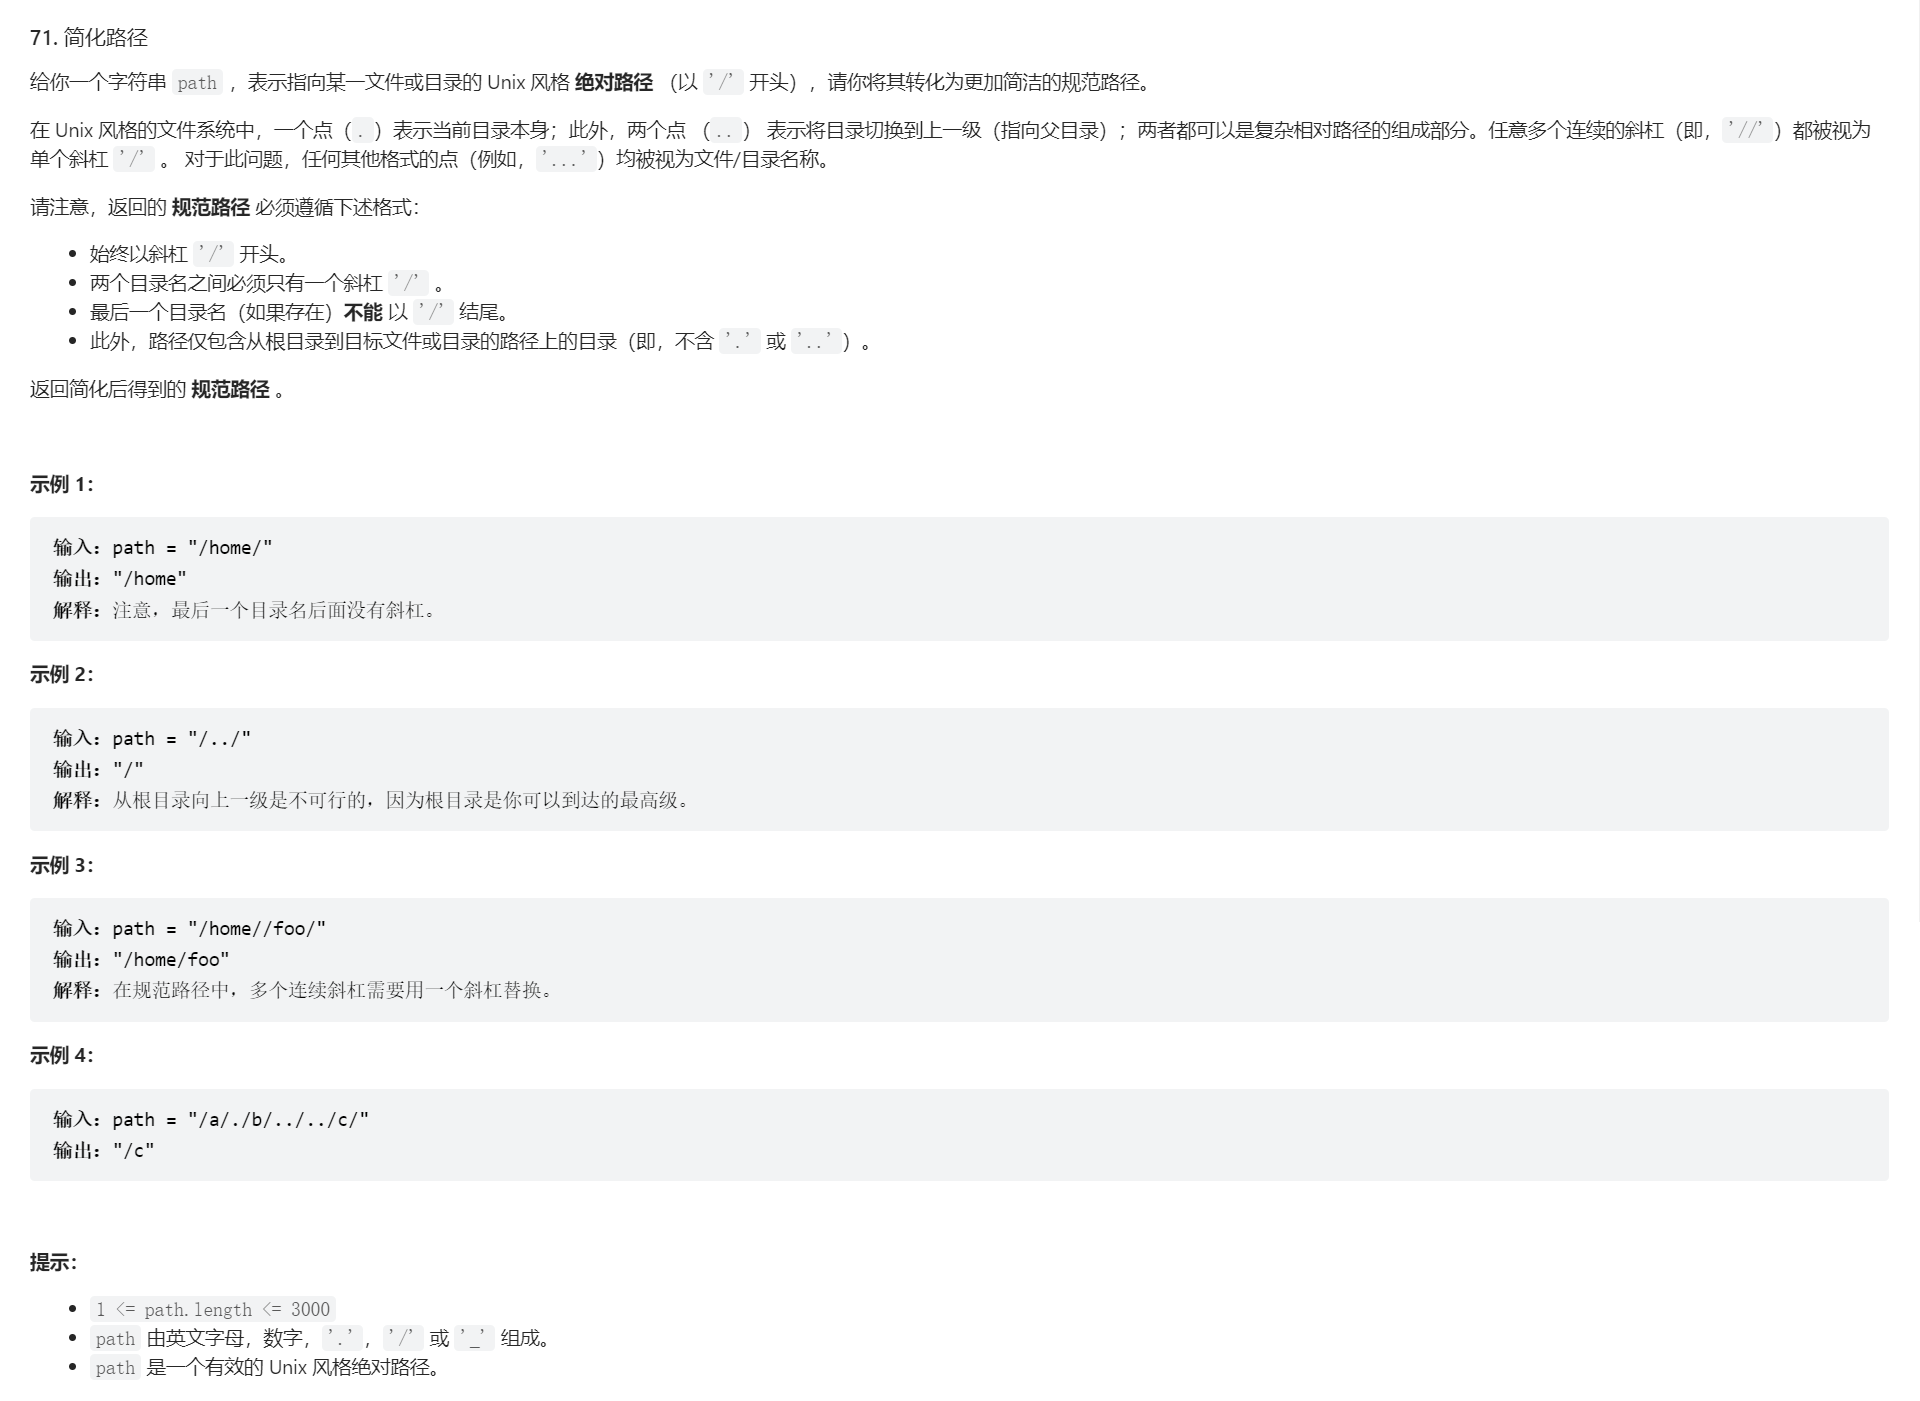 71. 简化路径
给你一个字符串 path ，表示指向某一文件或目录的 Unix 风格 绝对路径 （以 '/' 开头），请你将其转化为更加简洁的规范路径。
在 Unix 风格的文件系统中，一个点（.）表示当前目录本身；此外，两个点 （..） 表示将目录切换到上一级（指向父目录）；两者都可以是复杂相对路径的组成部分。任意多个连续的斜杠（即，'//'）都被视为
单个斜杠 '/' 。 对于此问题，任何其他格式的点（例如，'...'）均被视为文件/目录名称。
请注意，返回的 规范路径 必须遵循下述格式：
• 始终以斜杠 '/' 开头。
• 两个目录名之间必须只有一个斜杠 '/' 。
• 最后一个目录名（如果存在）不能 以 '/' 结尾。
• 此外，路径仅包含从根目录到目标文件或目录的路径上的目录（即，不含 '.' 或 '..'）。
返回简化后得到的 规范路径 。
示例 1：
输入：path = "/home/"
输出："/home"
解释：注意，最后一个目录名后面没有斜杠。
示例 2：
输入：path = "/../"
输出："/"
解释：从根目录向上一级是不可行的，因为根目录是你可以到达的最高级。
示例 3：
输入：path = "/home//foo/"
输出："/home/foo"
解释：在规范路径中，多个连续斜杠需要用一个斜杠替换。
示例 4：
输入：path = "/a/./b/../../c/"
输出："/c"
提示：
• 1 <= path.length <= 3000
• path 由英文字母，数字，'.'，'/' 或 '_' 组成。
• path 是一个有效的 Unix 风格绝对路径。